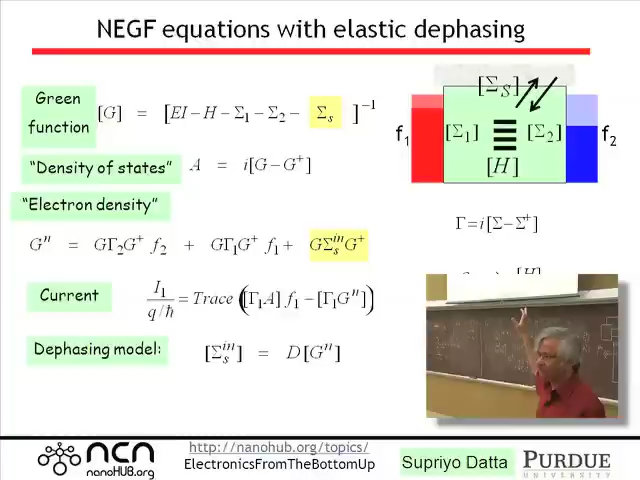 NEGF equations with elastic dephasing
Green
function
[G] = [EI − H − Σ₁ − Σ₂ − Σₛ ]⁻¹
"Density of states" A = i[G − G⁺]
"Electron density"
Gⁿ = GΓ₂G⁺ f₂ + GΓ₁G⁺ f₁ + GΣₛⁱⁿG⁺
Current I₁ / q/ħ = Trace ([Γ₁A] f₁ − [Γ₁Gⁿ])
Dephasing model: [Σₛⁱⁿ] = D[Gⁿ]
[Σ_S]
f₁ [Σ₁] [Σ₂] f₂
[H]
Γ = i[Σ − Σ⁺]
[H]
ncn
nanoHUB.org
http://nanohub.org/topics/
ElectronicsFromTheBottomUp
Supriyo Datta
PURDUE
UNIVERSITY